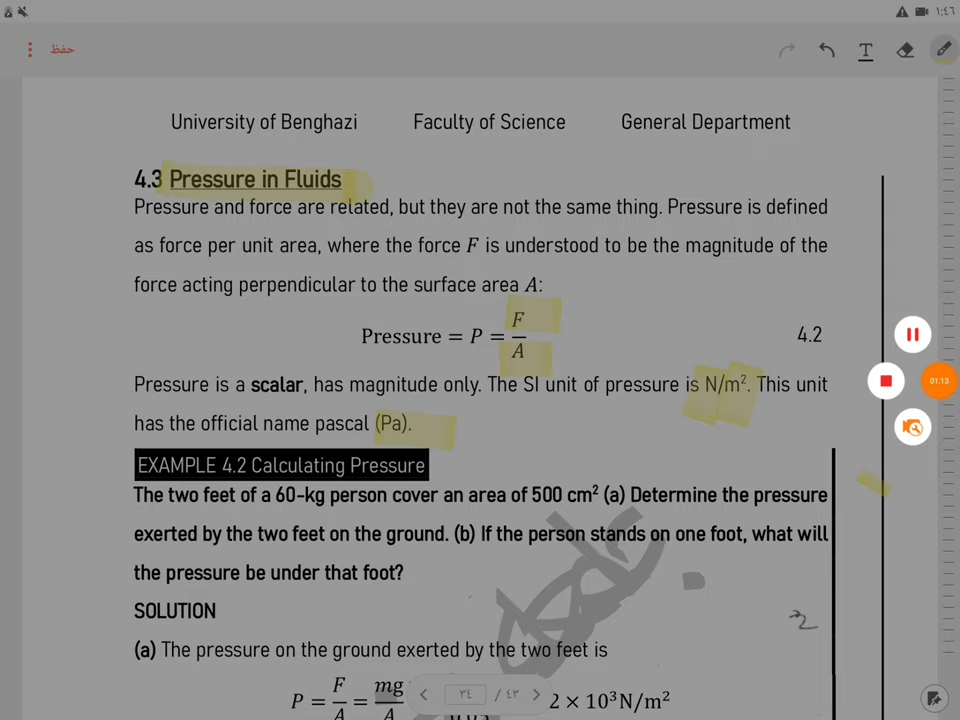 ١:٤٦
حفظ
T
University of Benghazi Faculty of Science General Department
4.3 Pressure in Fluids
Pressure and force are related, but they are not the same thing. Pressure is defined
as force per unit area, where the force F is understood to be the magnitude of the
force acting perpendicular to the surface area A:
Pressure = P = F/A 4.2
Pressure is a scalar, has magnitude only. The SI unit of pressure is N/m². This unit
has the official name pascal (Pa).
01:13
EXAMPLE 4.2 Calculating Pressure
The two feet of a 60-kg person cover an area of 500 cm² (a) Determine the pressure
exerted by the two feet on the ground. (b) If the person stands on one foot, what will
the pressure be under that foot?
SOLUTION
(a) The pressure on the ground exerted by the two feet is
P = F/A = mg/A 2 × 10³N/m²
٣٤ / ٤٣